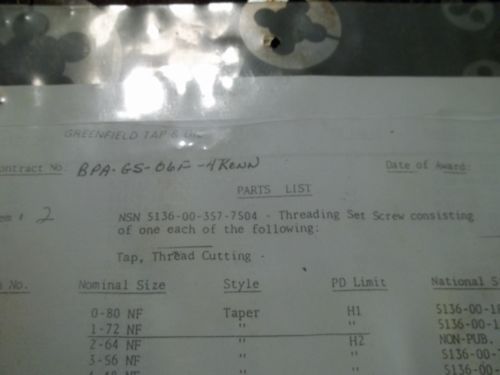 GREENFIELD TAP &
Contract No. BPA-GS-06F- Date of Award:
PARTS LIST
# 2 NSN 5136-00-357-7504 - Threading Set Screw consisting
of one each of the following:
Tap, Thread Cutting -
No. Nominal Size Style PD Limit National S
0-80 NF Taper H1 5136-00-18
1-72 NF " " 5136-00-1
2-64 NF " H2 NON-PUB.
3-56 NF " " 5136-00-
" " 5136-00